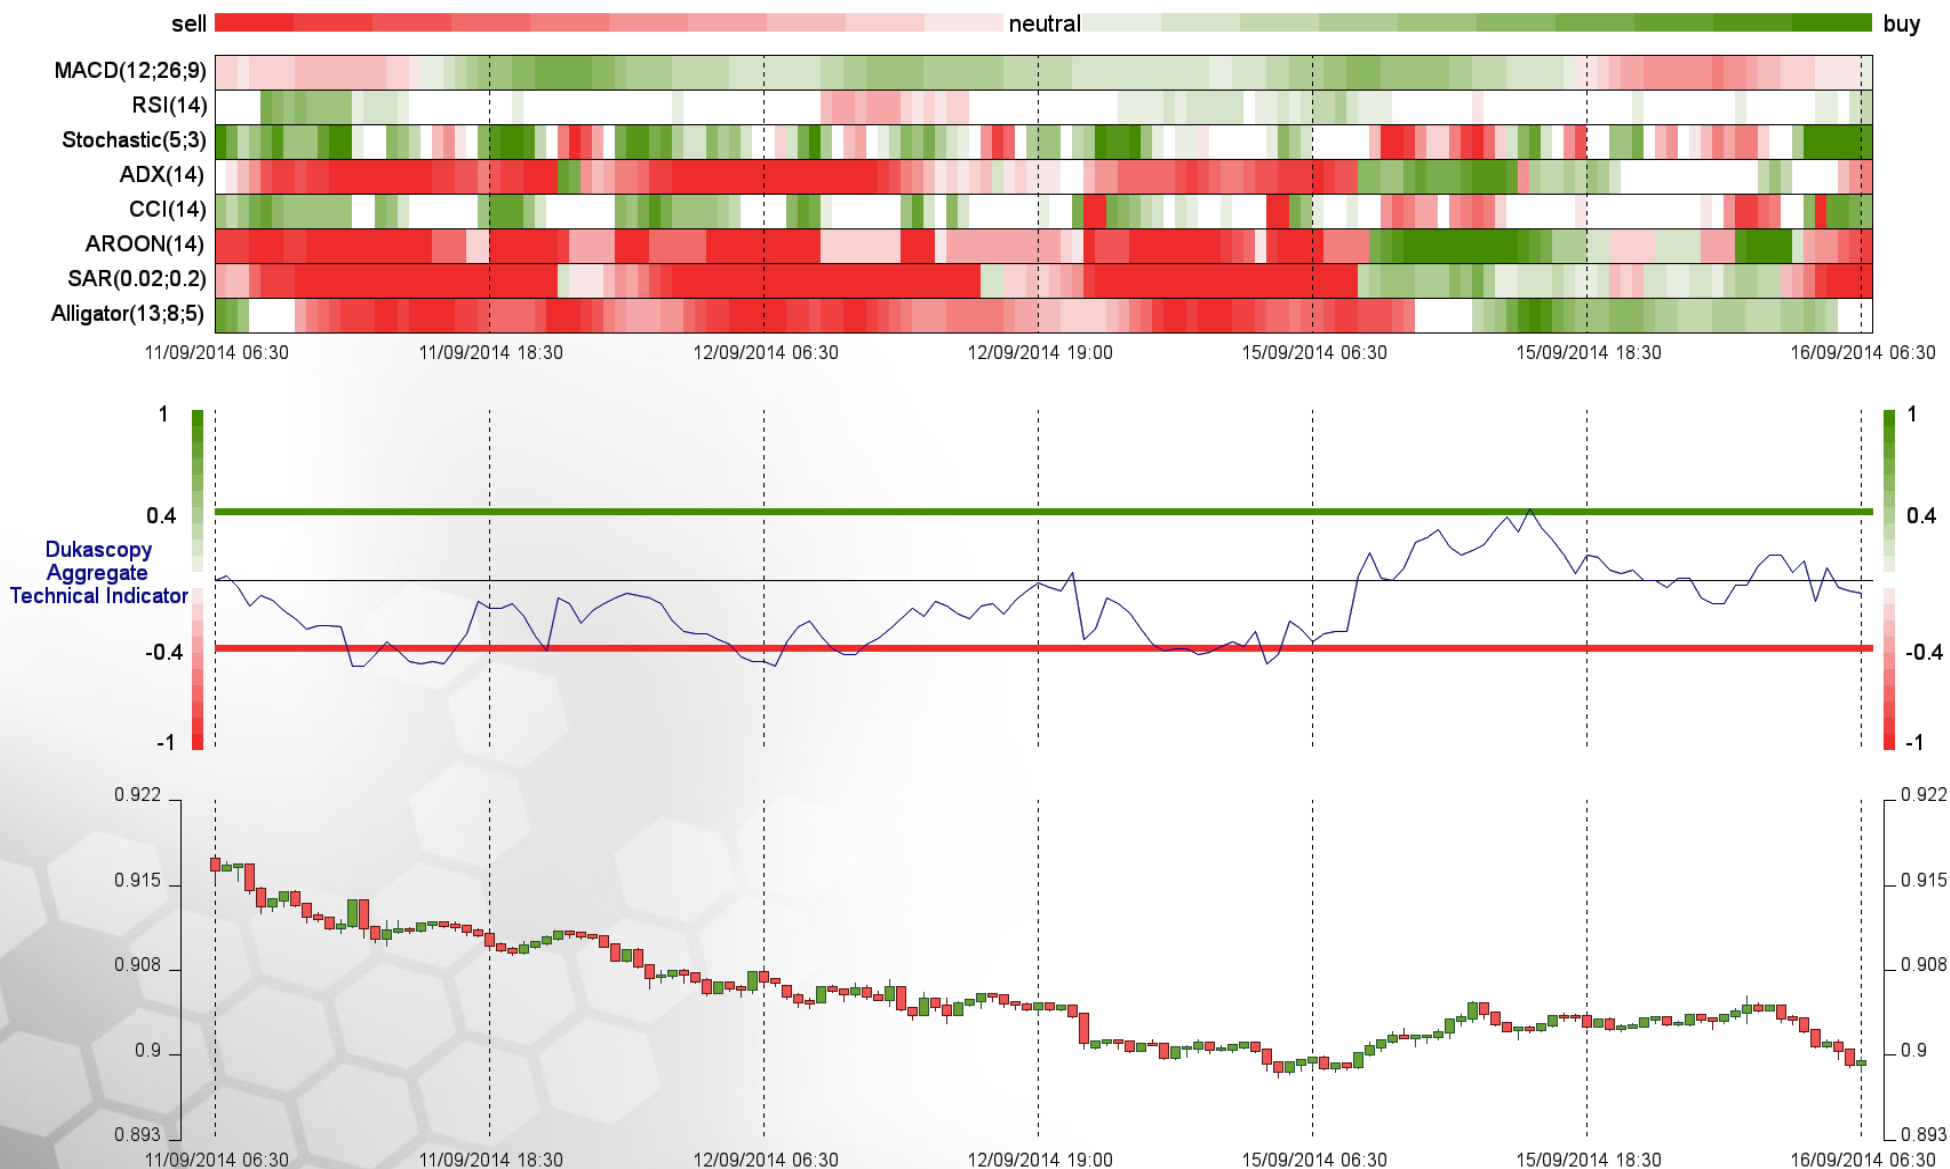 sell neutral buy
MACD(12;26;9)
RSI(14)
Stochastic(5;3)
ADX(14)
CCI(14)
AROON(14)
SAR(0.02;0.2)
Alligator(13;8;5)
11/09/2014 06:30 11/09/2014 18:30 12/09/2014 06:30 12/09/2014 19:00 15/09/2014 06:30 15/09/2014 18:30 16/09/2014 06:30
1 1
0.4 0.4
Dukascopy
Aggregate
Technical Indicator
-0.4 -0.4
-1 -1
0.922 0.922
0.915 0.915
0.908 0.908
0.9 0.9
0.893 0.893
11/09/2014 06:30 11/09/2014 18:30 12/09/2014 06:30 12/09/2014 19:00 15/09/2014 06:30 15/09/2014 18:30 16/09/2014 06:30